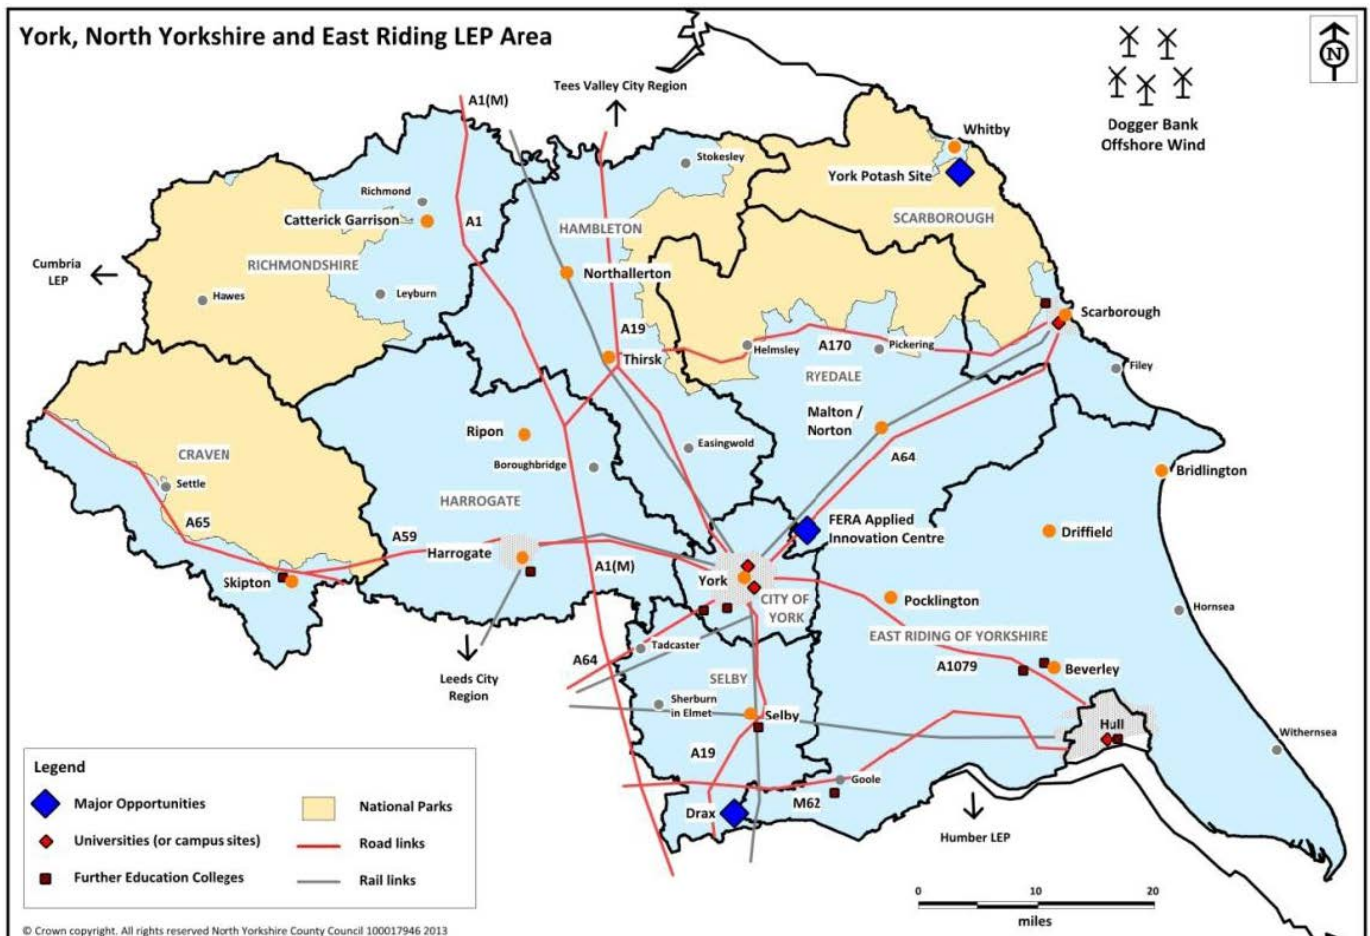 York, North Yorkshire and East Riding LEP Area
N
Tees Valley City Region
A1(M)
Dogger Bank
Offshore Wind
Whitby
Stokesley
York Potash Site
Richmond
Catterick Garrison
A1
SCARBOROUGH
HAMBLETON
Cumbria
LEP
RICHMONDSHIRE
Northallerton
Hawes
Leyburn
Scarborough
A19
Thirsk
Helmsley
A170
Pickering
Filey
RYEDALE
Malton /
Norton
Ripon
Easingwold
A64
CRAVEN
Boroughbridge
Bridlington
Settle
HARROGATE
A65
A59
FERA Applied
Innovation Centre
Driffield
Harrogate
A1(M)
Skipton
York
CITY OF
YORK
Pocklington
Hornsea
EAST RIDING OF YORKSHIRE
Tadcaster
A64
A1079
Beverley
Leeds City
Region
SELBY
Sherburn
in Elmet
Selby
Hull
Withernsea
A19
Goole
M62
Drax
Humber LEP
Legend
Major Opportunities
National Parks
Universities (or campus sites)
Road links
Further Education Colleges
Rail links
0 10 20
miles
© Crown copyright. All rights reserved North Yorkshire County Council 100017946 2013